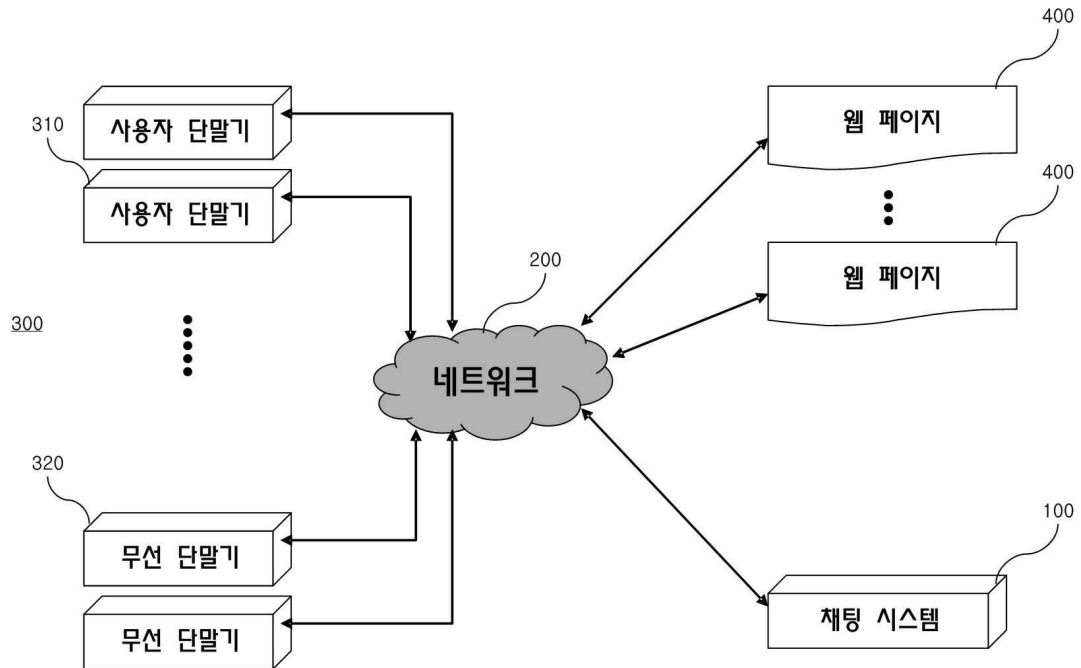 400
사용자 단말기
웹 페이지
310
사용자 단말기
400
200
웹 페이지
300
네트워크
320
100
무선 단말기
무선 단말기
채팅 시스템